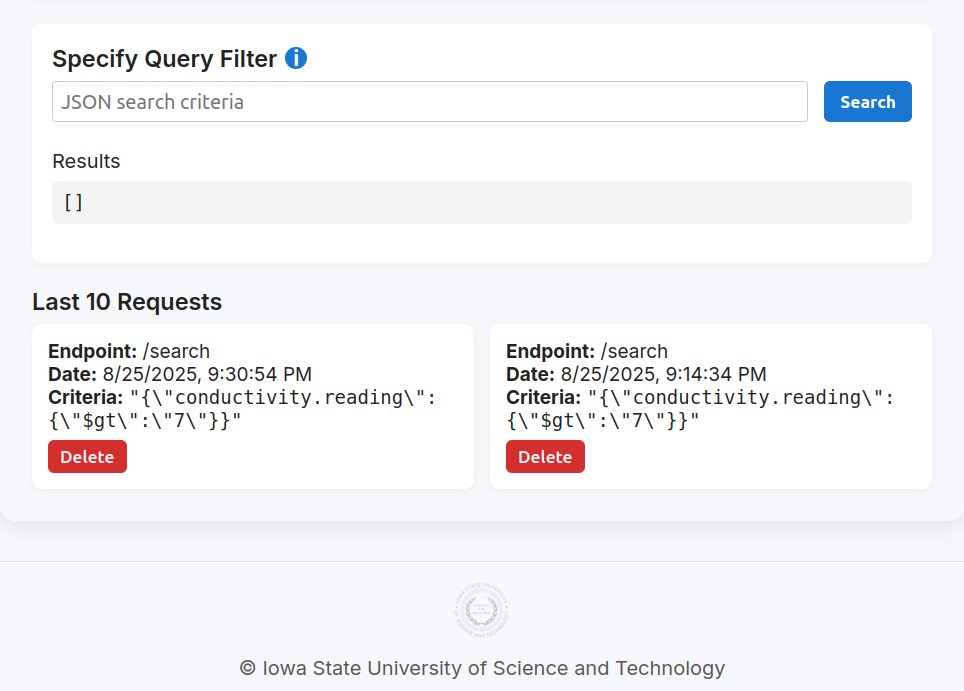 Specify Query Filter i
JSON search criteria
Search
Results
[]
Last 10 Requests
Endpoint: /search
Date: 8/25/2025, 9:30:54 PM
Criteria: "{\"conductivity.reading\":
{\"$gt\":\"7\"}}"
Delete
Endpoint: /search
Date: 8/25/2025, 9:14:34 PM
Criteria: "{\"conductivity.reading\":
{\"$gt\":\"7\"}}"
Delete
© Iowa State University of Science and Technology